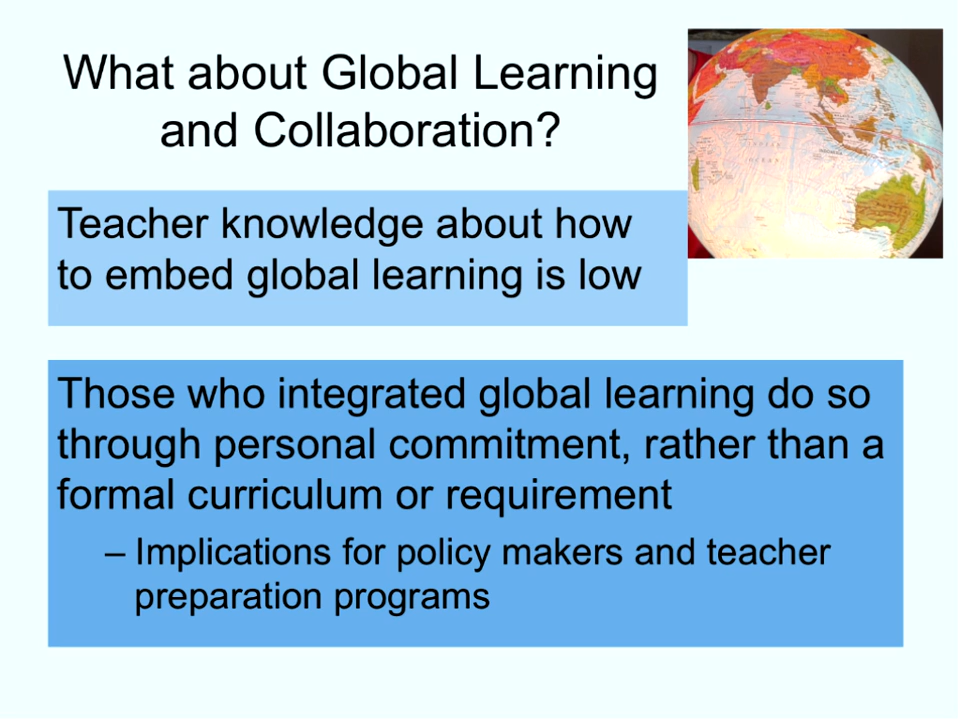 What about Global Learning
and Collaboration?
Teacher knowledge about how
to embed global learning is low
Those who integrated global learning do so
through personal commitment, rather than a
formal curriculum or requirement
– Implications for policy makers and teacher
preparation programs